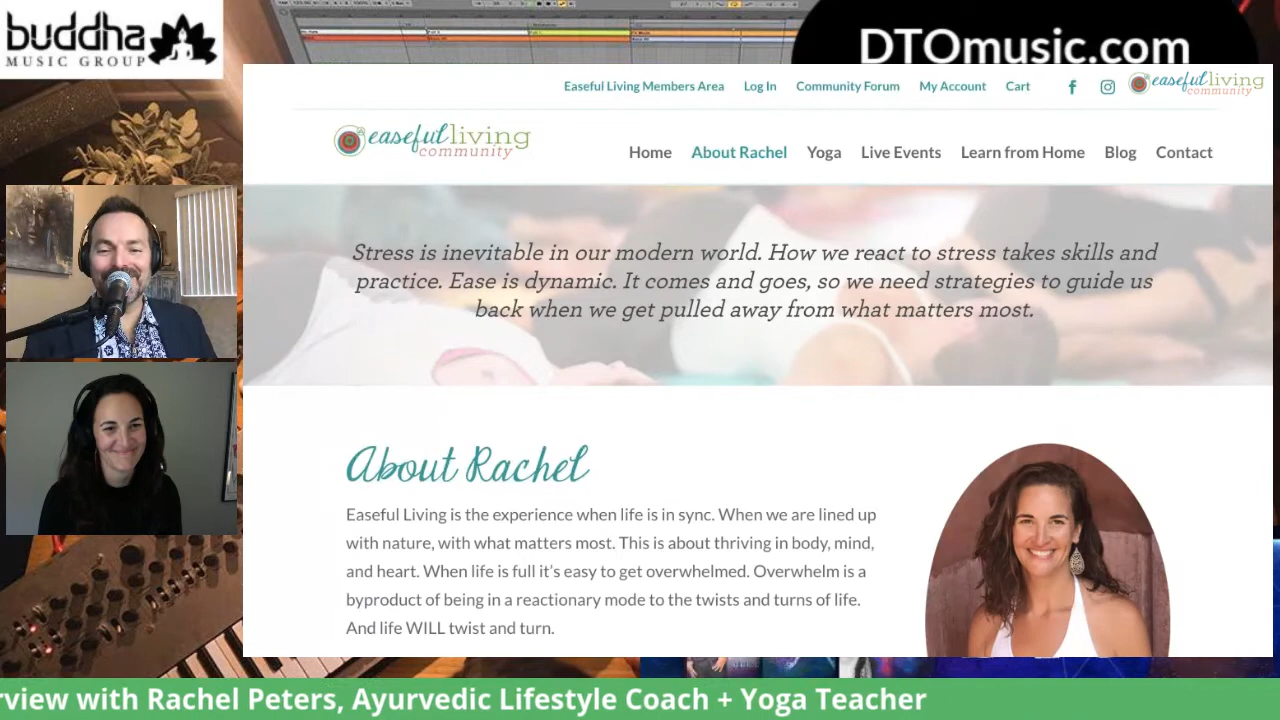 buddha
MUSIC GROUP
DTOmusic.com
Easeful Living Members Area Log In Community Forum My Account Cart
easefulliving
community
easefulliving
community
Home About Rachel Yoga Live Events Learn from Home Blog Contact
Stress is inevitable in our modern world. How we react to stress takes skills and
practice. Ease is dynamic. It comes and goes, so we need strategies to guide us
back when we get pulled away from what matters most.
About Rachel
Easeful Living is the experience when life is in sync. When we are lined up
with nature, with what matters most. This is about thriving in body, mind,
and heart. When life is full it's easy to get overwhelmed. Overwhelm is a
byproduct of being in a reactionary mode to the twists and turns of life.
And life WILL twist and turn.
rview with Rachel Peters, Ayurvedic Lifestyle Coach + Yoga Teacher